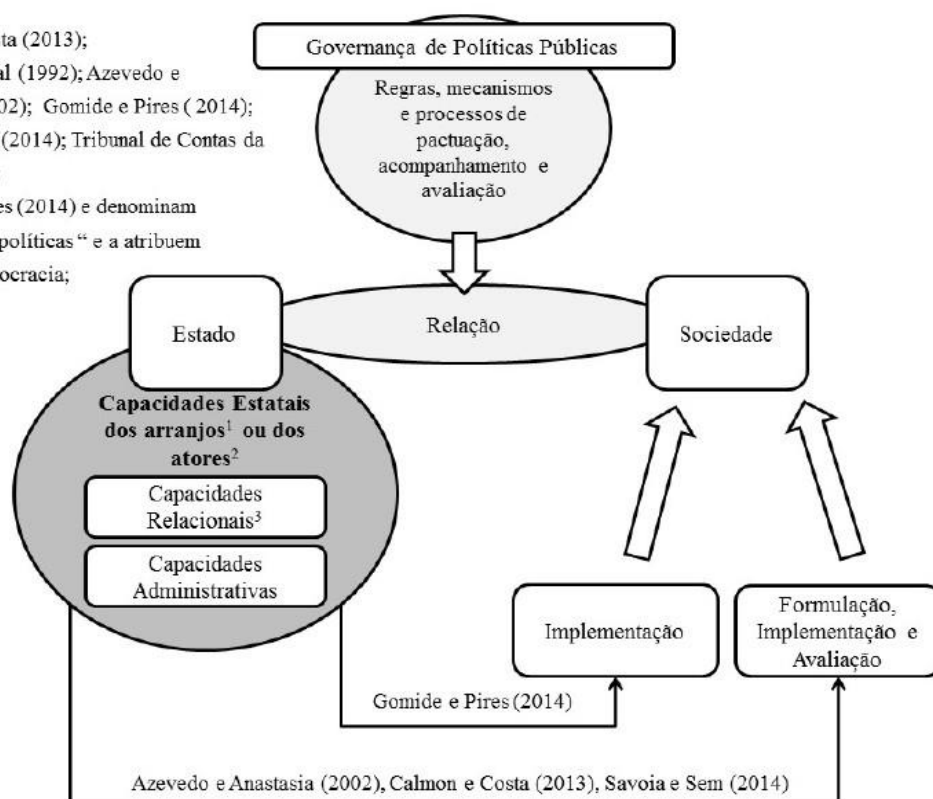 ta (2013);
al (1992); Azevedo e
02); Gomide e Pires ( 2014);
(2014); Tribunal de Contas da
es (2014) e denominam
políticas “ e a atribuem
ocracia;
Governança de Políticas Públicas
Regras, mecanismos
e processos de
pactuação,
acompanhamento e
avaliação
Estado
Relação
Sociedade
Capacidades Estatais
dos arranjos¹ ou dos
atores²
Capacidades
Relacionais³
Capacidades
Administrativas
Implementação
Formulação,
Implementação e
Avaliação
Gomide e Pires (2014)
Azevedo e Anastasia (2002), Calmon e Costa (2013), Savoia e Sem (2014)